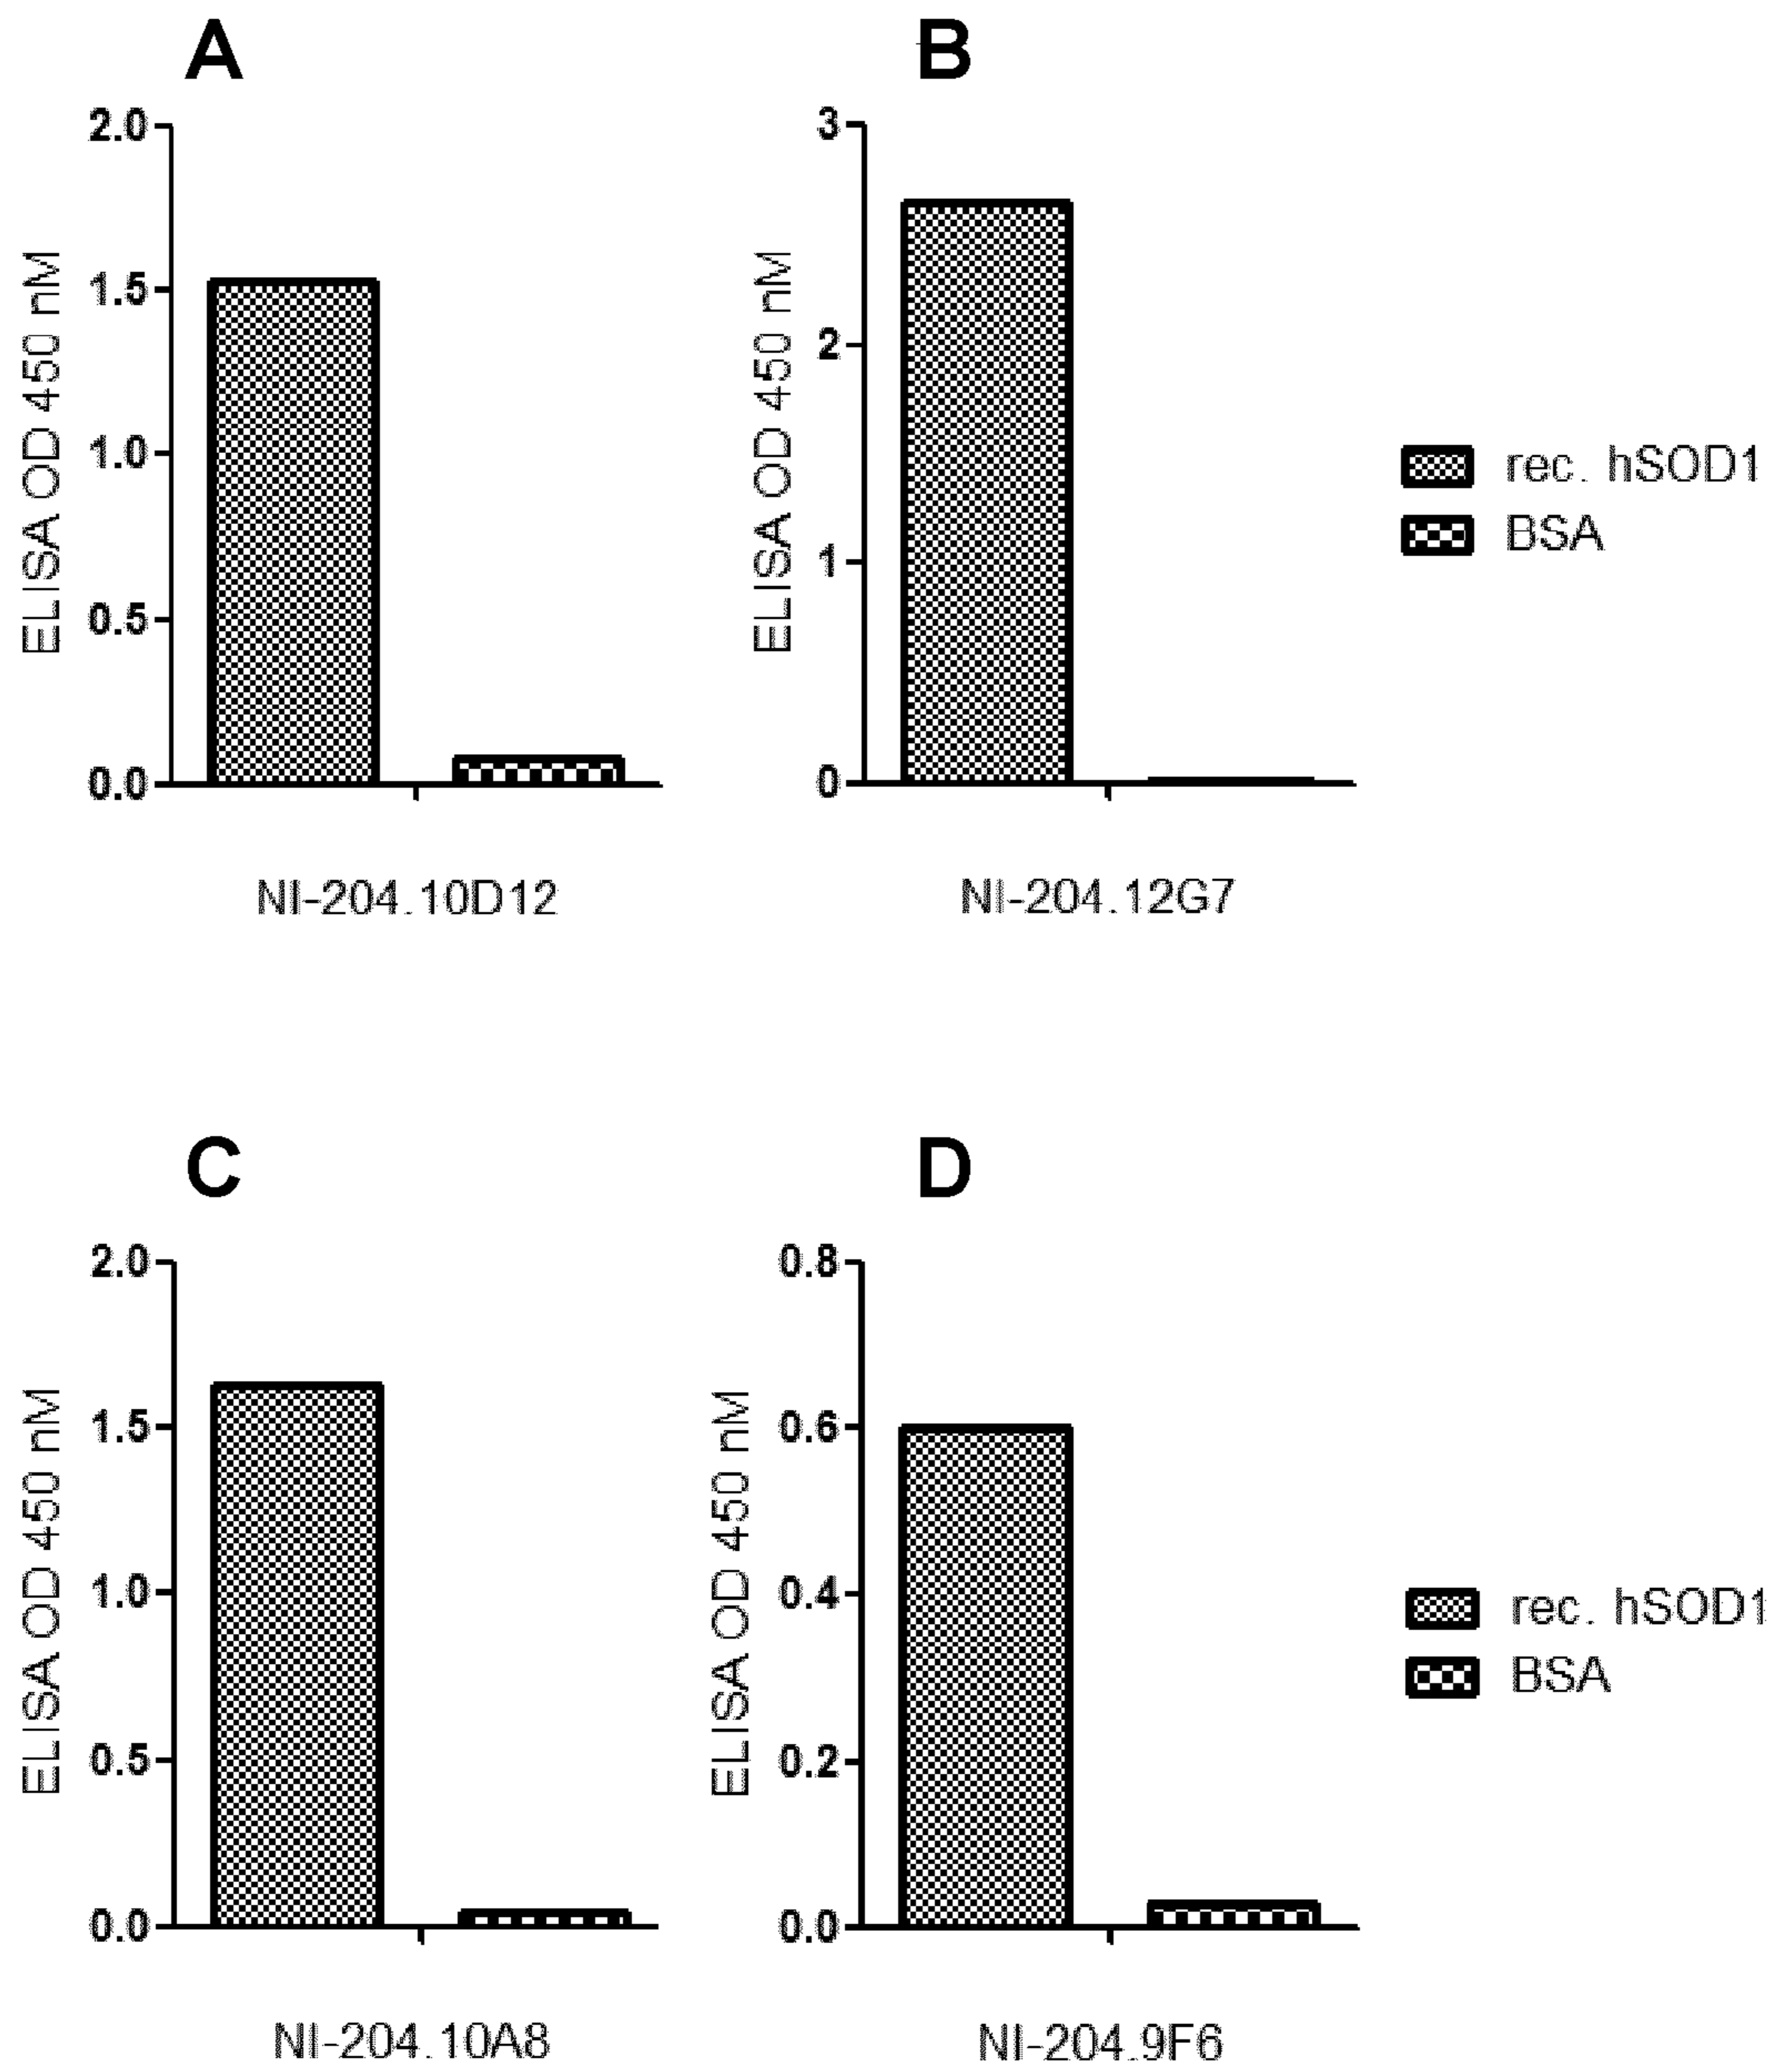 A
ELISA OD 450 nM
2.0
1.5
1.0
0.5
0.0
NI-204.10D12
B
ELISA OD 450 nM
3
2
1
0
NI-204.12G7
rec. hSOD1
BSA
C
ELISA OD 450 nM
2.0
1.5
1.0
0.5
0.0
NI-204.10A8
D
ELISA OD 450 nM
0.8
0.6
0.4
0.2
0.0
NI-204.9F6
rec. hSOD1
BSA